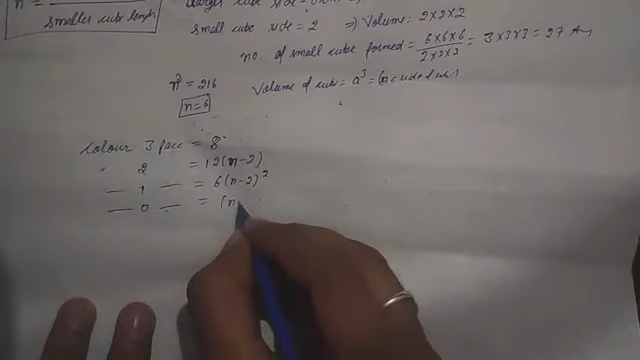 n =
smaller cube length
larger cube side =
small cube side = 2 ⇒ Volume = 2×2×2
no. of small cube formed = 6×6×6 / 2×2×2 = 3×3×3 = 27 Ans
n³ = 216
n=6
Volume of cube = a³ =
Colour 3 face = 8
" 2 = 12(n-2)
— 1 — = 6(n-2)²
— 0 — = (n